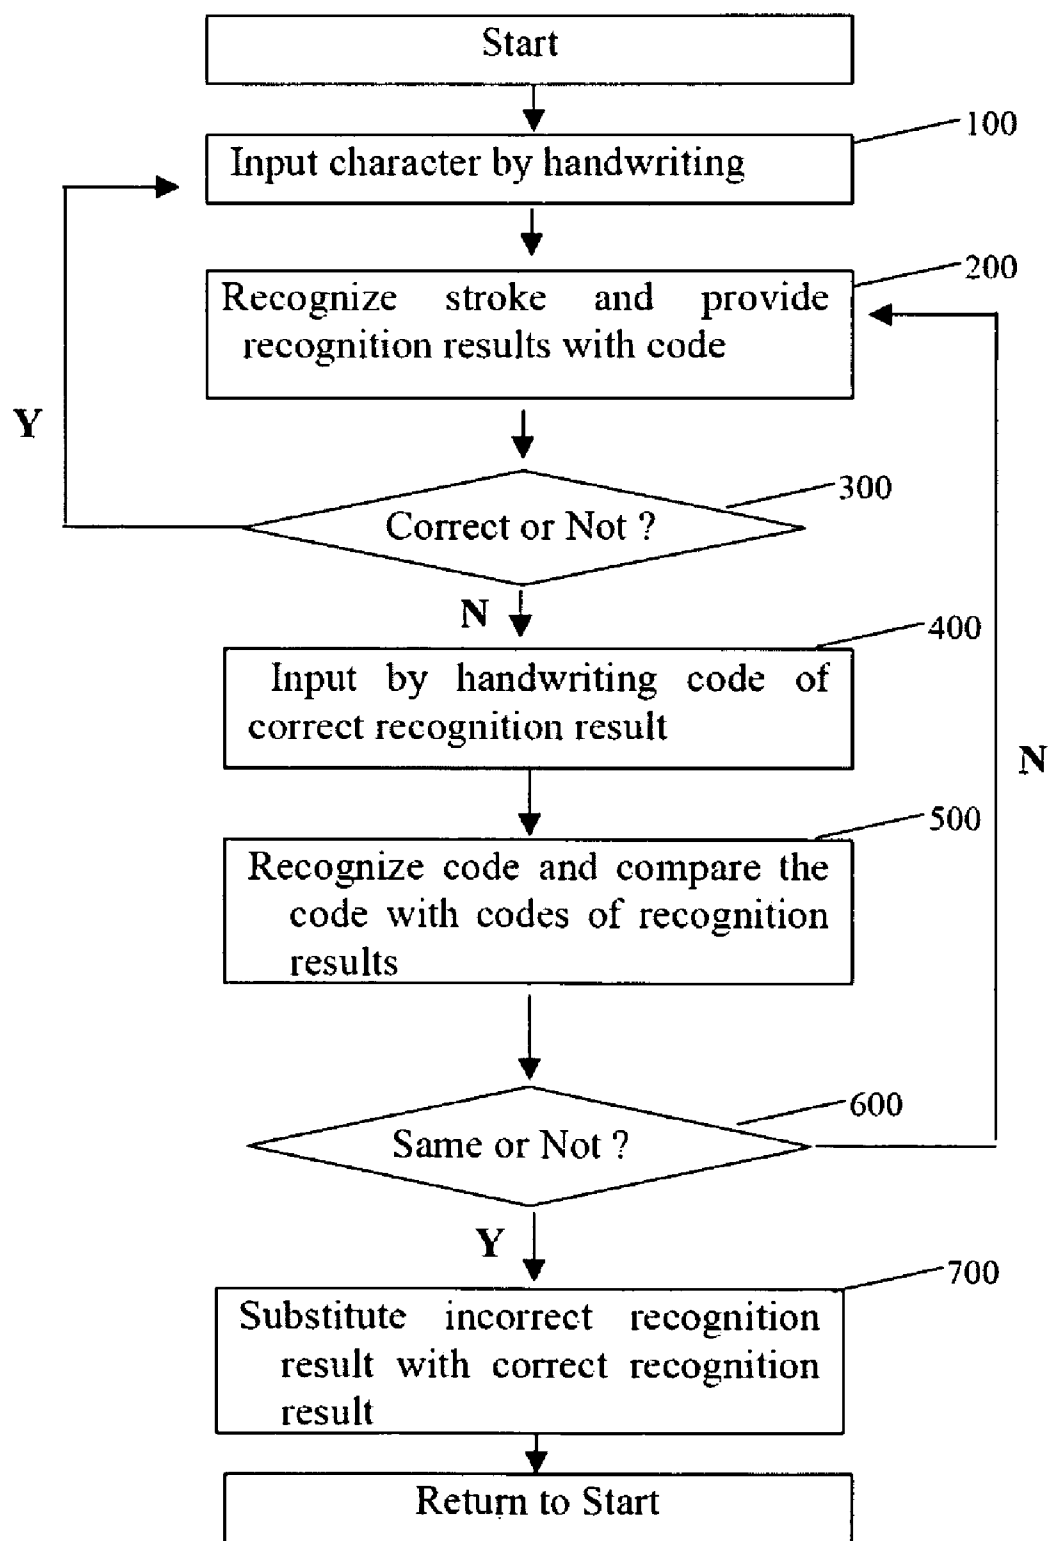 Start
100
Input character by handwriting
200
Recognize stroke and provide
recognition results with code
Y
300
Correct or Not ?
N
400
Input by handwriting code of
correct recognition result
N
500
Recognize code and compare the
code with codes of recognition
results
600
Same or Not ?
Y
700
Substitute incorrect recognition
result with correct recognition
result
Return to Start